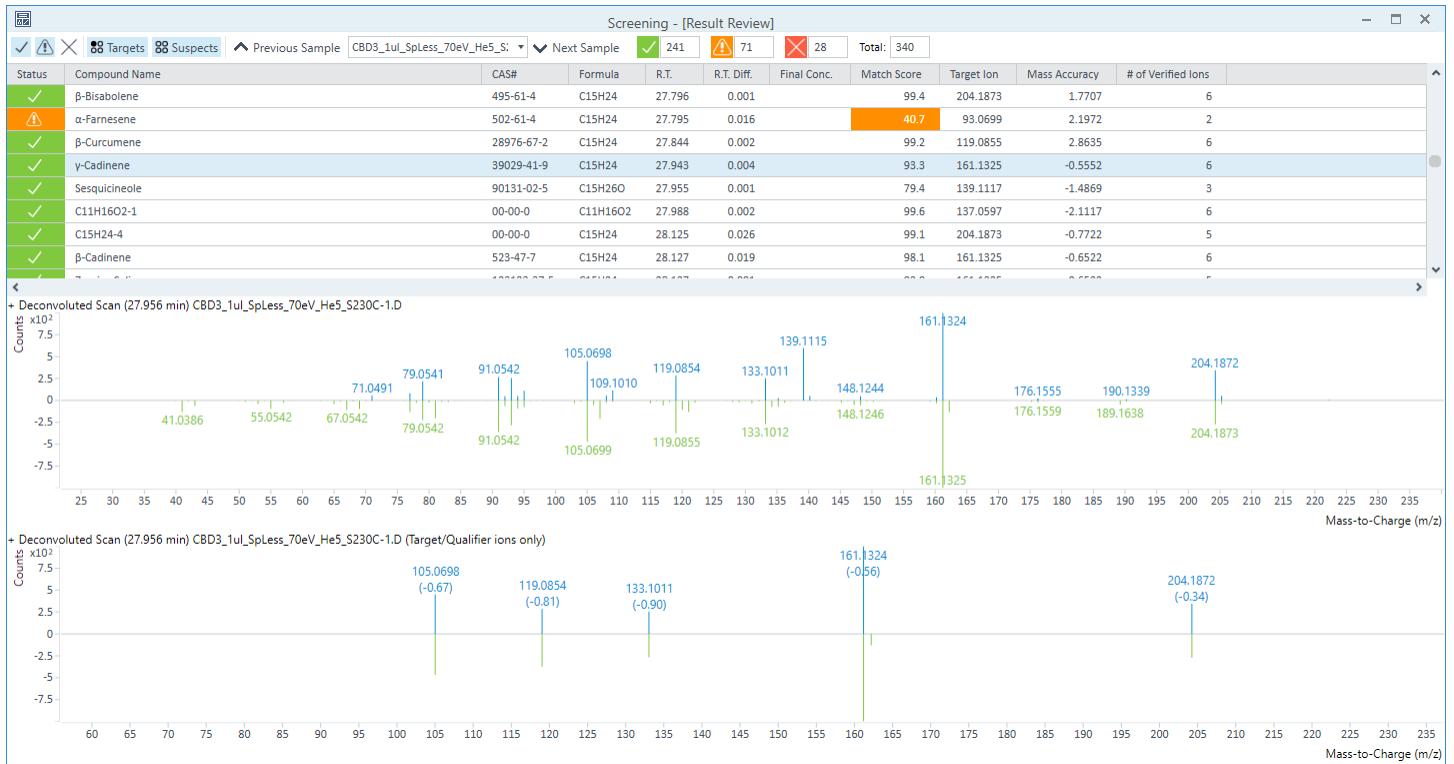 Screening - [Result Review]
Targets Suspects Previous Sample CBD3_1ul_SpLess_70eV_He5_S2 Next Sample 241 71 28 Total: 340
Status Compound Name CAS# Formula R.T. R.T. Diff. Final Conc. Match Score Target Ion Mass Accuracy # of Verified Ions
β-Bisabolene 495-61-4 C15H24 27.796 0.001 99.4 204.1873 1.7707 6
α-Farnesene 502-61-4 C15H24 27.795 0.016 40.7 93.0699 2.1972 2
β-Curcumene 28976-67-2 C15H24 27.844 0.002 99.2 119.0855 2.8635 6
γ-Cadinene 39029-41-9 C15H24 27.943 0.004 93.3 161.1325 -0.5552 6
Sesquicineole 90131-02-5 C15H26O 27.955 0.001 79.4 139.1117 -1.4869 3
C11H16O2-1 00-00-0 C11H16O2 27.988 0.002 99.6 137.0597 -2.1117 6
C15H24-4 00-00-0 C15H24 28.125 0.026 99.1 204.1873 -0.7722 5
β-Cadinene 523-47-7 C15H24 28.127 0.019 98.1 161.1325 -0.6522 6
+ Deconvoluted Scan (27.956 min) CBD3_1ul_SpLess_70eV_He5_S230C-1.D
Counts
x10²
7.5
5
2.5
0
-2.5
-5
-7.5
161.1324
139.1115
105.0698
204.1872
91.0542
119.0854
133.1011
79.0541
109.1010
71.0491
148.1244
176.1555
190.1339
41.0386
55.0542
67.0542
79.0542
91.0542
105.0699
119.0855
133.1012
148.1246
161.1325
176.1559
189.1638
204.1873
25 30 35 40 45 50 55 60 65 70 75 80 85 90 95 100 105 110 115 120 125 130 135 140 145 150 155 160 165 170 175 180 185 190 195 200 205 210 215 220 225 230 235
Mass-to-Charge (m/z)
+ Deconvoluted Scan (27.956 min) CBD3_1ul_SpLess_70eV_He5_S230C-1.D (Target/Qualifier ions only)
Counts
x10²
7.5
5
2.5
0
-2.5
-5
-7.5
105.0698
(-0.67)
119.0854
(-0.81)
133.1011
(-0.90)
161.1324
(-0.56)
204.1872
(-0.34)
60 65 70 75 80 85 90 95 100 105 110 115 120 125 130 135 140 145 150 155 160 165 170 175 180 185 190 195 200 205 210 215 220 225 230 235
Mass-to-Charge (m/z)